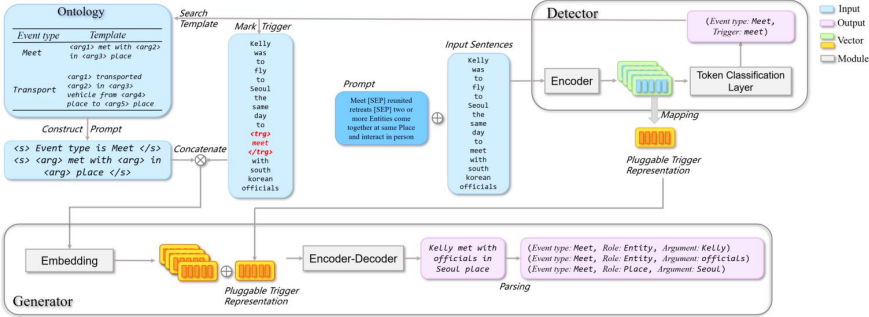 Ontology
Event type Template
Meet
<arg1> met with <arg2>
in <arg3> place
Transport
<arg1> transported
<arg2> in <arg3>
vehicle from <arg4>
place to <arg5> place
Construct Prompt
<s> Event type is Meet </s>
<s> <arg> met with <arg> in
<arg> place </s>
Concatenate
Search
Template
Mark Trigger
Kelly
was
to
fly
to
Seoul
the
same
day
to
<trg>
meet
</trg>
with
south
korean
officials
Prompt
Meet [SEP] reunited
retreats [SEP] two or
more Entities come
together at same Place
and interact in person
Input Sentences
Kelly
was
to
fly
to
Seoul
the
same
day
to
meet
with
south
korean
officials
Detector
(Event type: Meet,
Trigger: meet)
Encoder
Token Classification
Layer
Mapping
Pluggable Trigger
Representation
Input
Output
Vector
Module
Embedding
Pluggable Trigger
Representation
Encoder-Decoder
Kelly met with
officials in
Seoul place
Parsing
(Event type: Meet, Role: Entity, Argument: Kelly)
(Event type: Meet, Role: Entity, Argument: officials)
(Event type: Meet, Role: Place, Argument: Seoul)
Generator